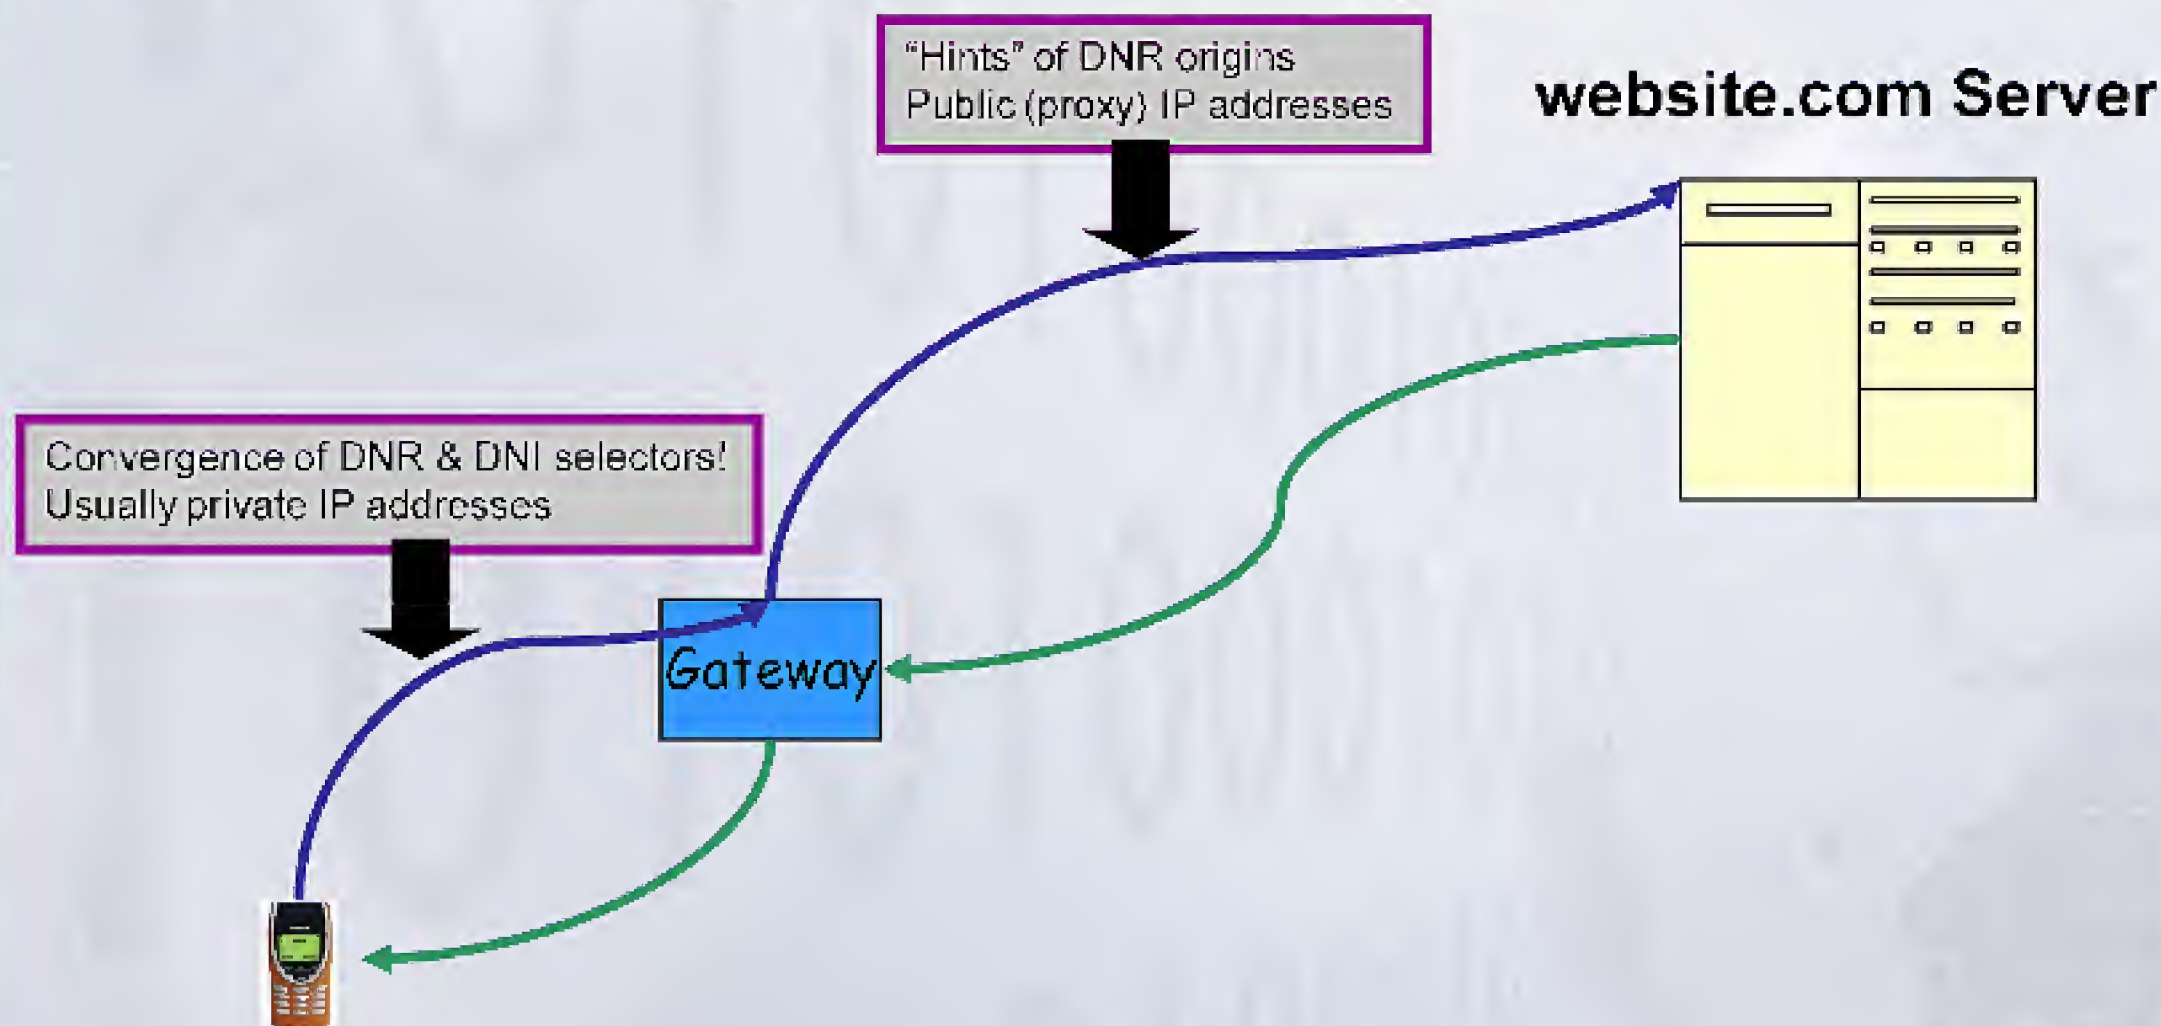 “Hints” of DNR origins
Public (proxy) IP addresses
website.com Server
Convergence of DNR & DNI selectors!
Usually private IP addresses
Gateway